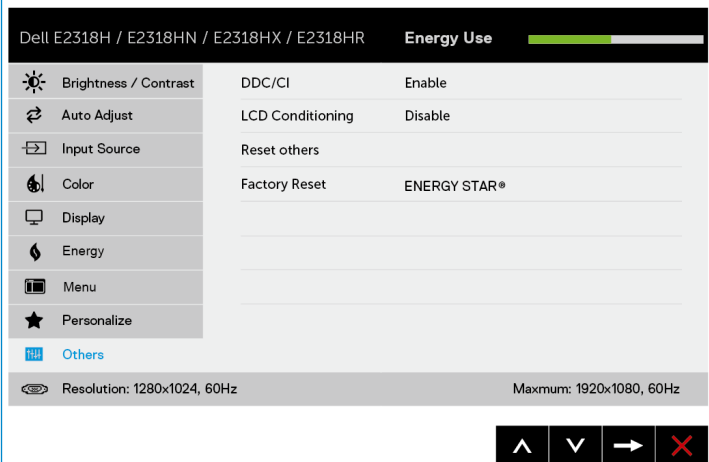 Dell E2318H / E2318HN / E2318HX / E2318HR Energy Use
Brightness / Contrast DDC/CI Enable
Auto Adjust LCD Conditioning Disable
Input Source Reset others
Color Factory Reset ENERGY STAR®
Display
Energy
Menu
Personalize
Others
Resolution: 1280x1024, 60Hz Maxmum: 1920x1080, 60Hz